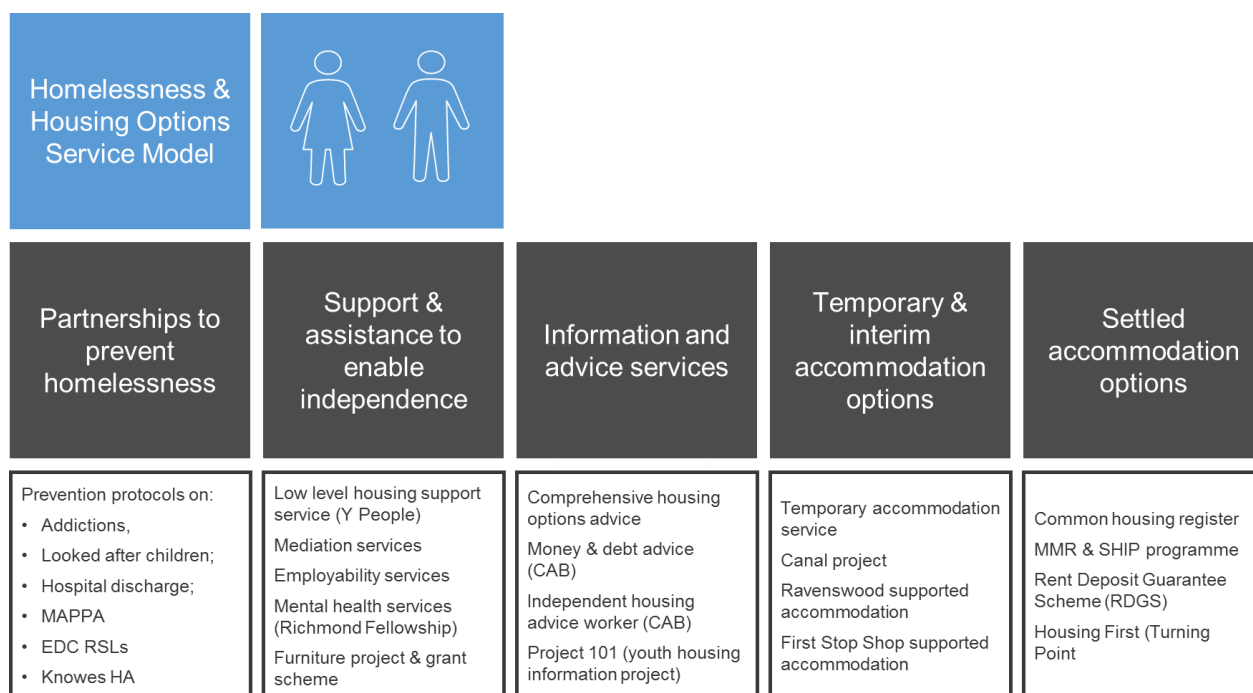 Homelessness &
Housing Options
Service Model
Partnerships to
prevent
homelessness
Support &
assistance to
enable
independence
Information and
advice services
Temporary &
interim
accommodation
options
Settled
accommodation
options
Prevention protocols on:
• Addictions,
• Looked after children;
• Hospital discharge;
• MAPPA
• EDC RSLs
• Knowes HA
Low level housing support
service (Y People)
Mediation services
Employability services
Mental health services
(Richmond Fellowship)
Furniture project & grant
scheme
Comprehensive housing
options advice
Money & debt advice
(CAB)
Independent housing
advice worker (CAB)
Project 101 (youth housing
information project)
Temporary accommodation
service
Canal project
Ravenswood supported
accommodation
First Stop Shop supported
accommodation
Common housing register
MMR & SHIP programme
Rent Deposit Guarantee
Scheme (RDGS)
Housing First (Turning
Point